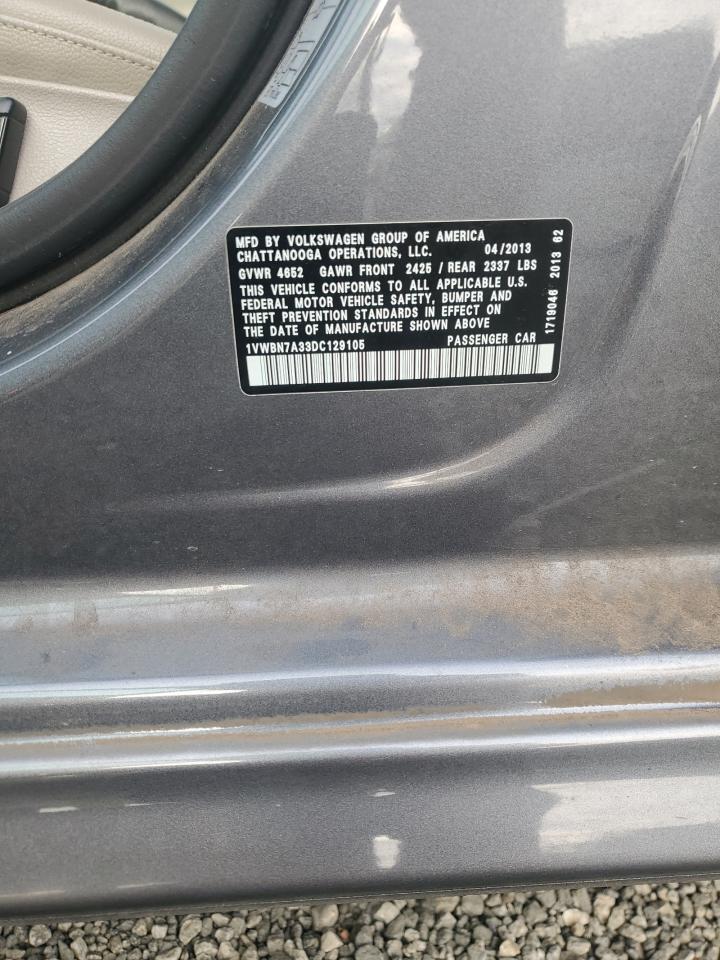 MFD BY VOLKSWAGEN GROUP OF AMERICA
CHATTANOOGA OPERATIONS, LLC. 04/2013
GVWR 4652 GAWR FRONT 2425 / REAR 2337 LBS
THIS VEHICLE CONFORMS TO ALL APPLICABLE U.S.
FEDERAL MOTOR VEHICLE SAFETY, BUMPER AND
THEFT PREVENTION STANDARDS IN EFFECT ON
THE DATE OF MANUFACTURE SHOWN ABOVE
1VWBN7A33DC129105 PASSENGER CAR
1719046 2013 62